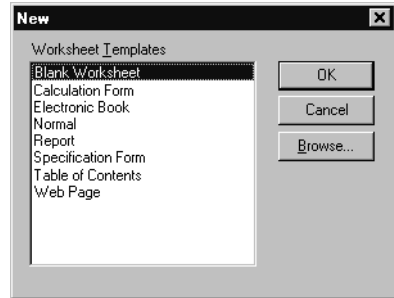 New
Worksheet Templates
Blank Worksheet
Calculation Form
Electronic Book
Normal
Report
Specification Form
Table of Contents
Web Page
OK
Cancel
Browse...